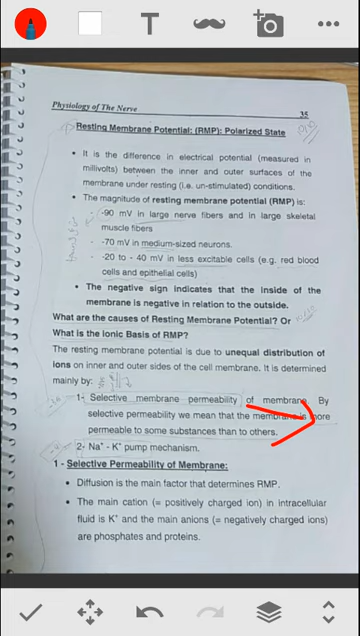 T
Physiology of The Nerve 35
Resting Membrane Potential: (RMP): Polarized State
• It is the difference in electrical potential (measured in
millivolts) between the inner and outer surfaces of the
membrane under resting (i.e. un-stimulated) conditions.
• The magnitude of resting membrane potential (RMP) is:
- -90 mV in large nerve fibers and in large skeletal
muscle fibers
- -70 mV in medium-sized neurons.
- -20 to - 40 mV in less excitable cells (e.g. red blood
cells and epithelial cells)
• The negative sign indicates that the inside of the
membrane is negative in relation to the outside.
What are the causes of Resting Membrane Potential? Or
What is the Ionic Basis of RMP?
The resting membrane potential is due to unequal distribution of
ions on inner and outer sides of the cell membrane. It is determined
mainly by:
1- Selective membrane permeability of membrane. By
selective permeability we mean that the membrane is more
permeable to some substances than to others.
2- Na⁺ - K⁺ pump mechanism.
1 - Selective Permeability of Membrane:
• Diffusion is the main factor that determines RMP.
• The main cation (= positively charged ion) in intracellular
fluid is K⁺ and the main anions (= negatively charged ions)
are phosphates and proteins.